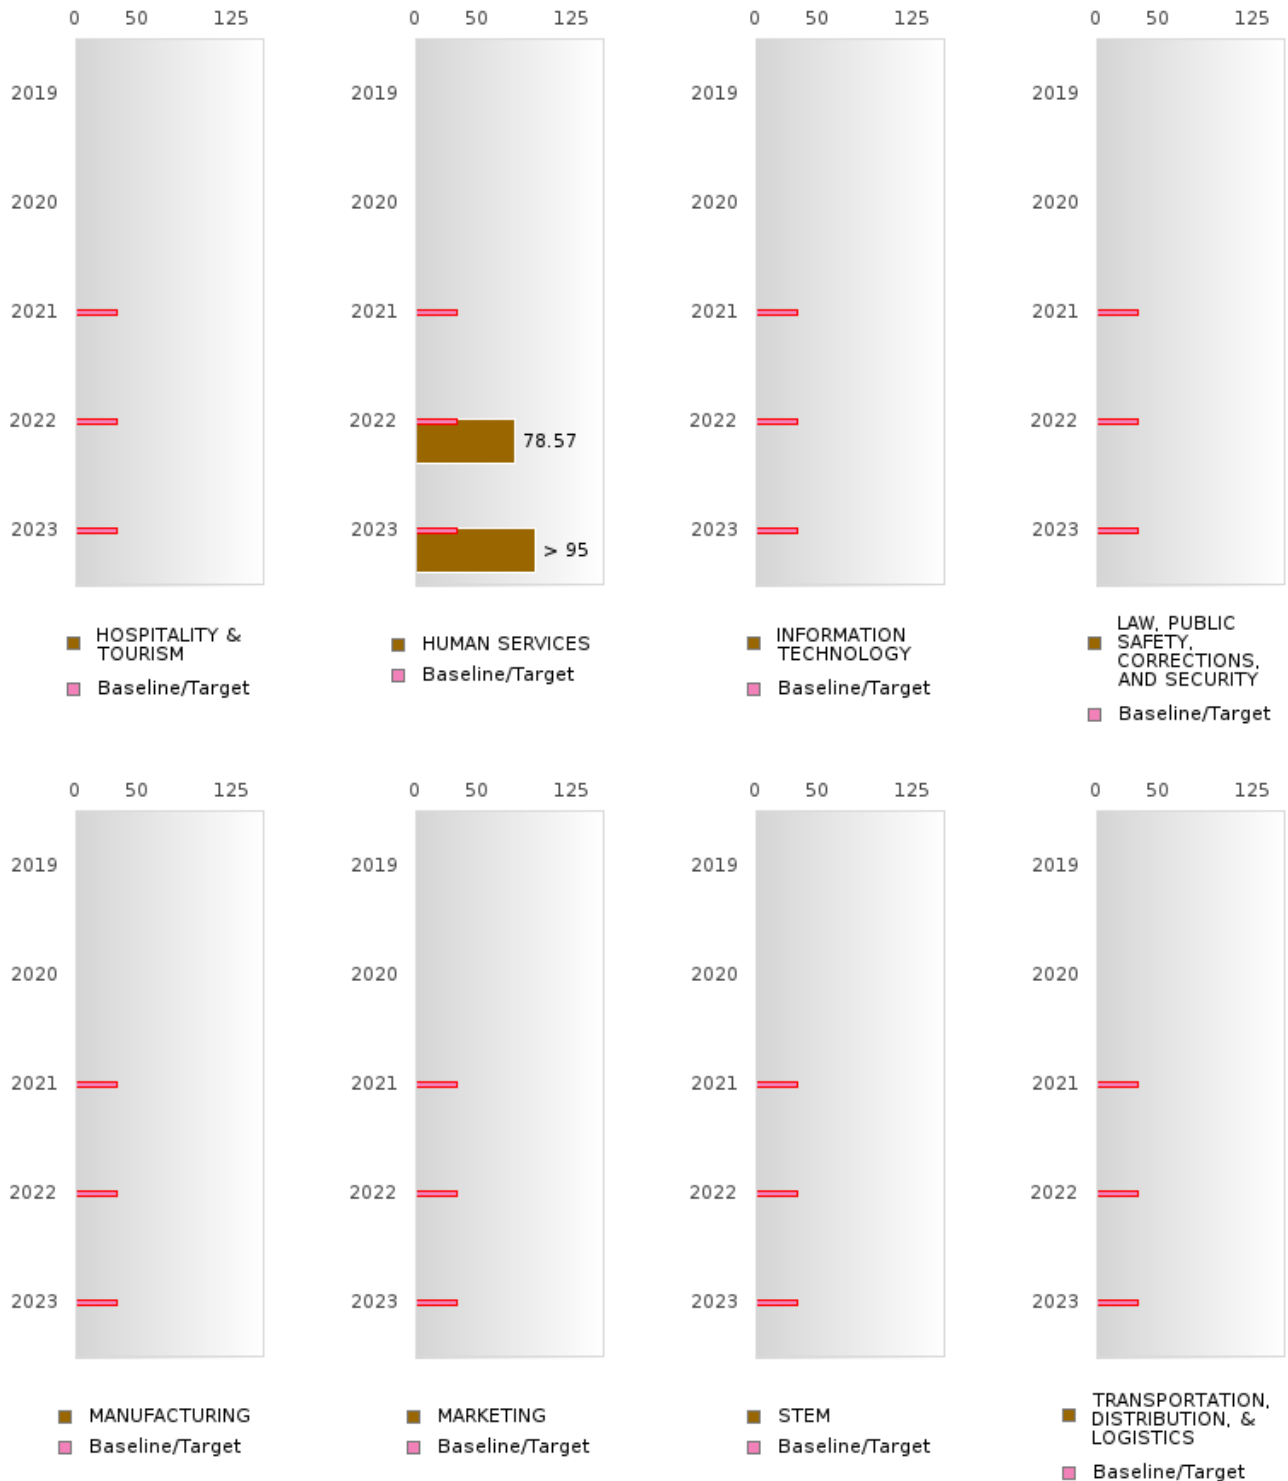 0 50 125 0 50 125 0 50 125 0 50 125
2019 2019 2019 2019
2020 2020 2020 2020
2021 2021 2021 2021
2022 2022 78.57 2022 2022
2023 2023 > 95 2023 2023
HOSPITALITY &
TOURISM
Baseline/Target
HUMAN SERVICES
Baseline/Target
INFORMATION
TECHNOLOGY
Baseline/Target
LAW, PUBLIC
SAFETY,
CORRECTIONS,
AND SECURITY
Baseline/Target
0 50 125 0 50 125 0 50 125 0 50 125
2019 2019 2019 2019
2020 2020 2020 2020
2021 2021 2021 2021
2022 2022 2022 2022
2023 2023 2023 2023
MANUFACTURING
Baseline/Target
MARKETING
Baseline/Target
STEM
Baseline/Target
TRANSPORTATION,
DISTRIBUTION, &
LOGISTICS
Baseline/Target